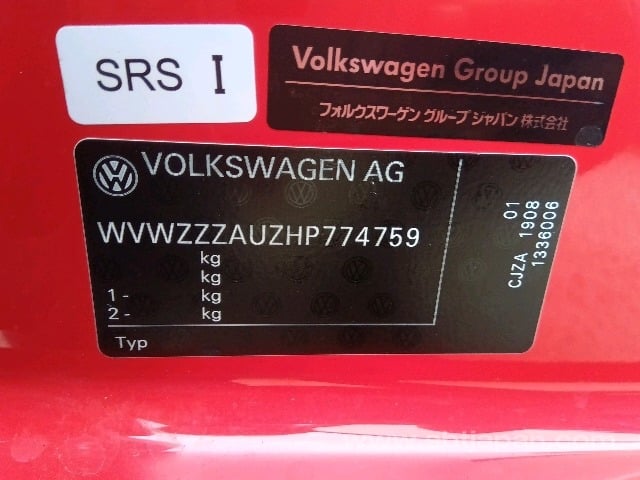 SRS I
Volkswagen Group Japan
フォルクスワーゲン グループ ジャパン 株式会社
VOLKSWAGEN AG
WVWZZZAUZHP774759
kg
kg
1 - kg
2 - kg
Typ
01
CJZA 1908
1336006